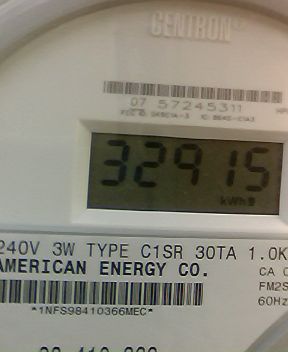 CENTRON
07 57245311
32915
kWh
240V 3W TYPE C1SR 30TA 1.0K
AMERICAN ENERGY CO.
CA 0
FM2S
60Hz
*1NFS98410366MEC*